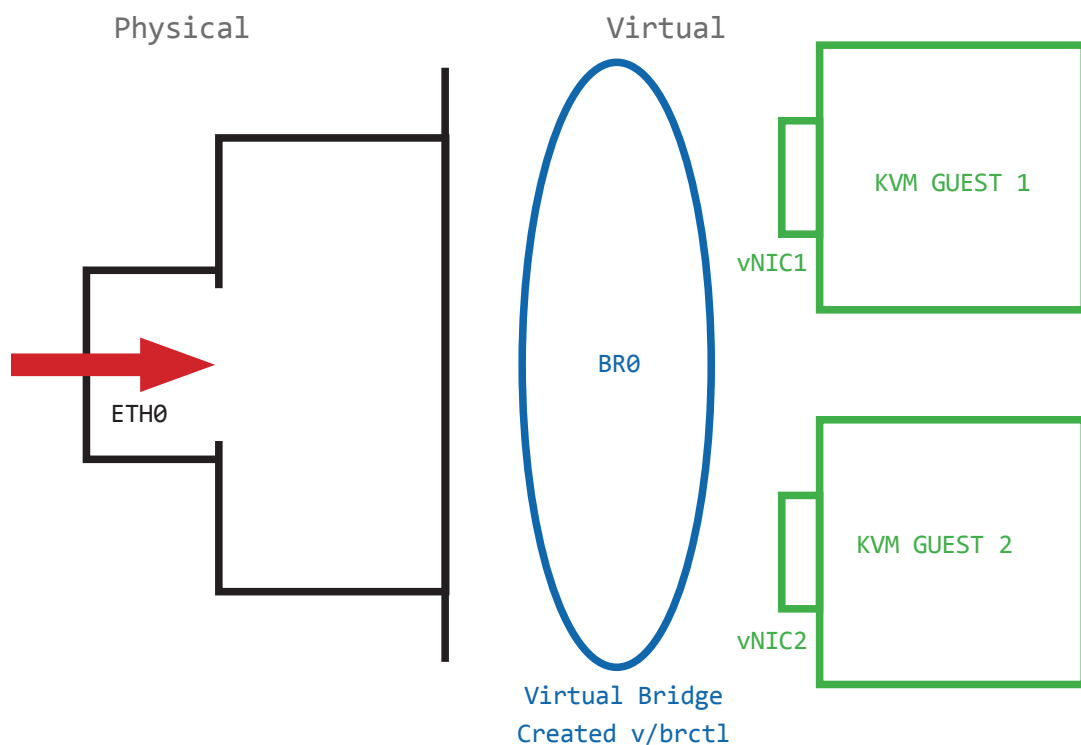 Physical
Virtual
KVM GUEST 1
vNIC1
BR0
ETH0
KVM GUEST 2
vNIC2
Virtual Bridge
Created v/brctl